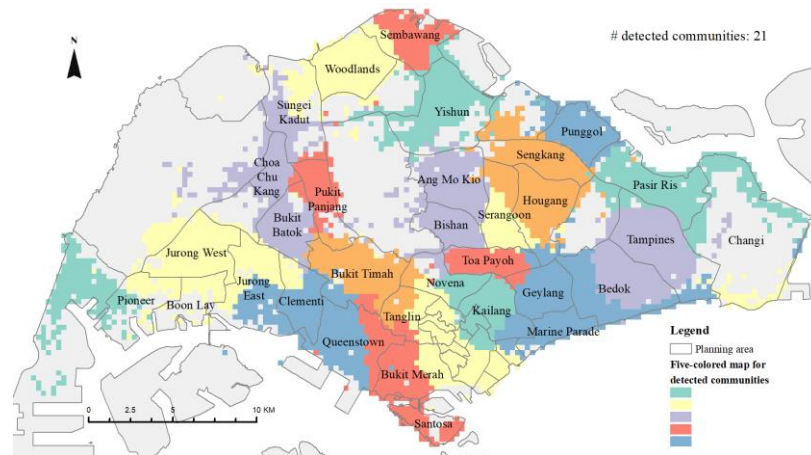 Sembawang
# detected communities: 21
N
Woodlands
Sungei
Kadut
Yishun
Punggol
Sengkang
Choa
Chu
Kang
Pukit
Panjang
Ang Mo Kio
Pasir Ris
Hougang
Serangoon
Bukit
Batok
Bishan
Tampines
Changi
Jurong West
Bukit Timah
Toa Payoh
Novena
Jurong
East
Pioneer
Boon Lay
Clementi
Geylang
Bedok
Kailang
Tanglin
Marine Parade
Queenstown
Legend
Planning area
Five-colored map for
detected communities
Bukit Merah
Santosa
0 2.5 5 10 KM